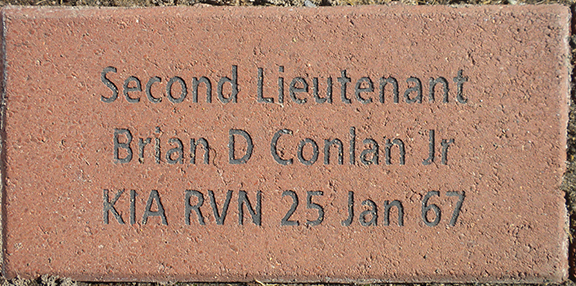 Second Lieutenant
Brian D Conlan Jr
KIA RVN 25 Jan 67